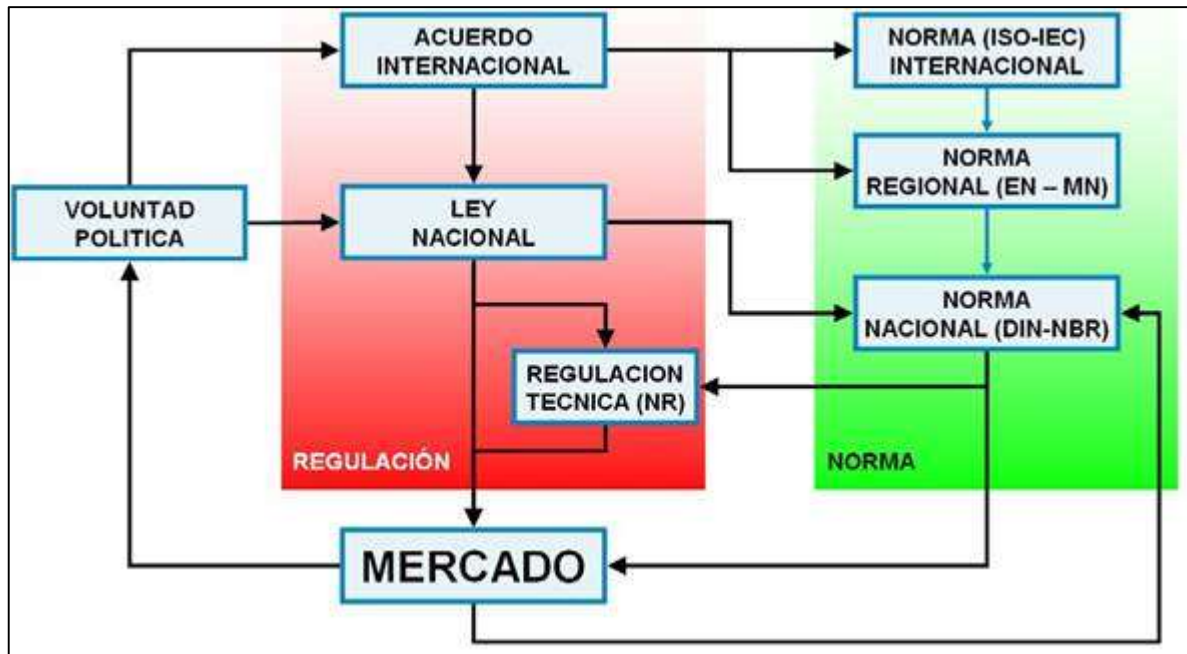 ACUERDO
INTERNACIONAL
NORMA (ISO-IEC)
INTERNACIONAL
NORMA
REGIONAL (EN – MN)
VOLUNTAD
POLITICA
LEY
NACIONAL
NORMA
NACIONAL (DIN-NBR)
REGULACION
TECNICA (NR)
REGULACIÓN
NORMA
MERCADO